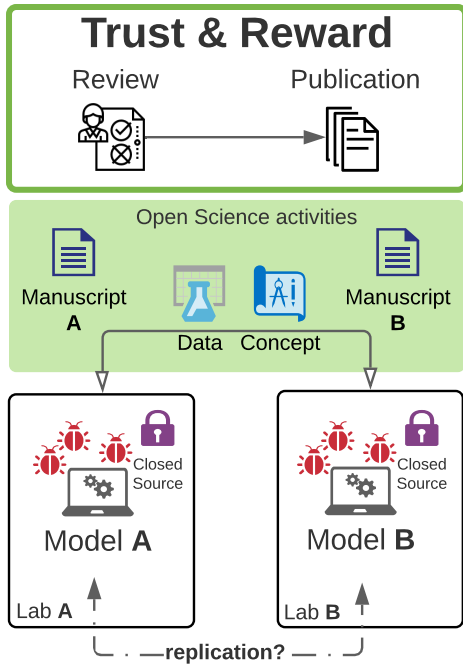 Trust & Reward
Review
Publication
Open Science activities
Manuscript
A
Manuscript
B
Data
Concept
Closed
Source
Model A
Lab A
Closed
Source
Model B
Lab B
replication?